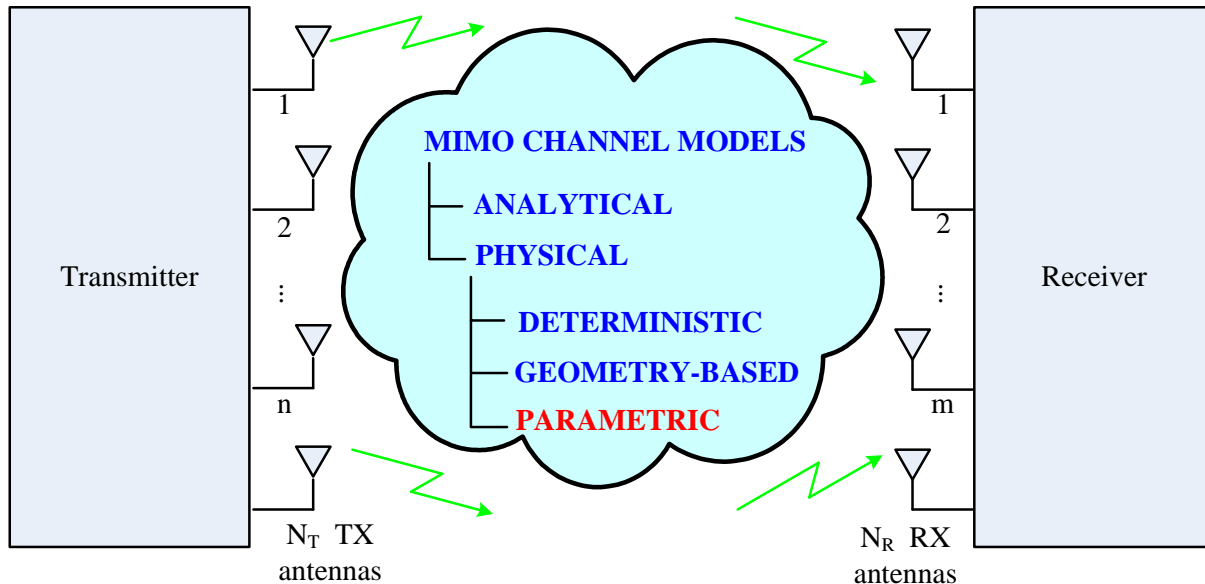 1
2
⋮
n
N_T TX
antennas
Transmitter
MIMO CHANNEL MODELS
ANALYTICAL
PHYSICAL
DETERMINISTIC
GEOMETRY-BASED
PARAMETRIC
1
2
⋮
m
N_R RX
antennas
Receiver